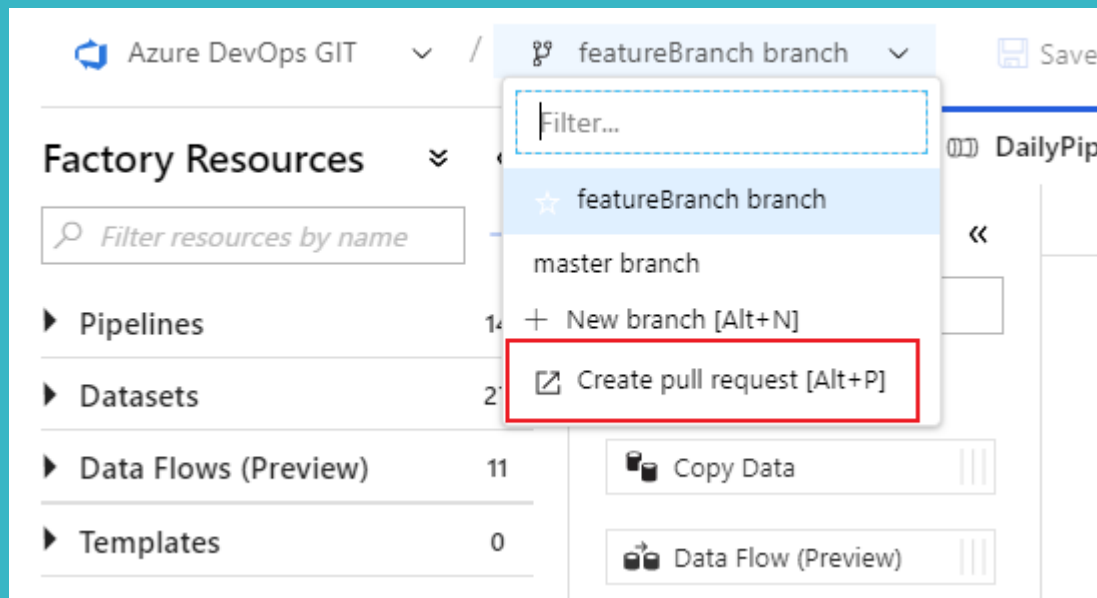 Azure DevOps GIT / featureBranch branch Save
Filter...
Factory Resources
DailyPip
featureBranch branch
Filter resources by name
master branch
Pipelines
New branch [Alt+N]
Create pull request [Alt+P]
Datasets
Data Flows (Preview) 11
Copy Data
Templates 0
Data Flow (Preview)